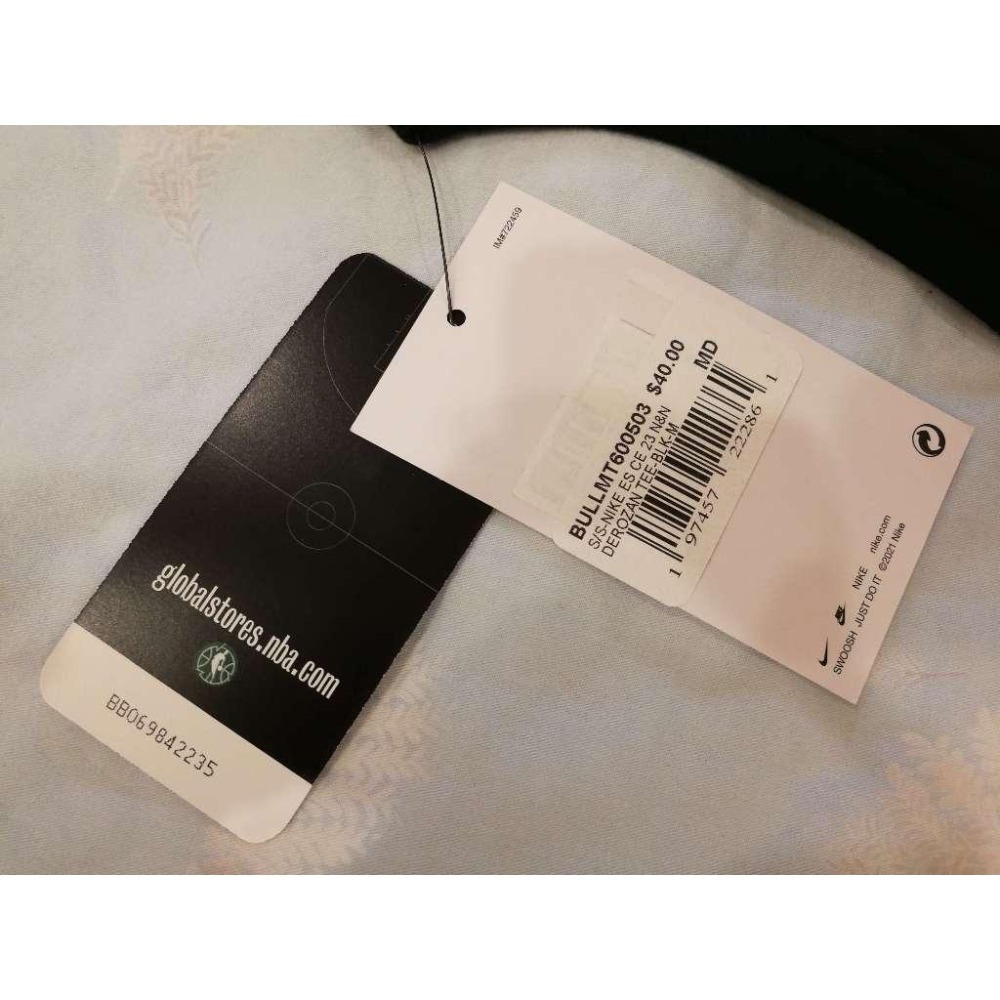 IM#722459
BULLMT600503 $40.00
S/S-NIKE ES CE 23 N&N
DEROZAN TEE-BLK-M
MD
1 97457 22286 1
NIKE nike.com
SWOOSH JUST DO IT ©2021 Nike
globalstores.nba.com
BB069842235